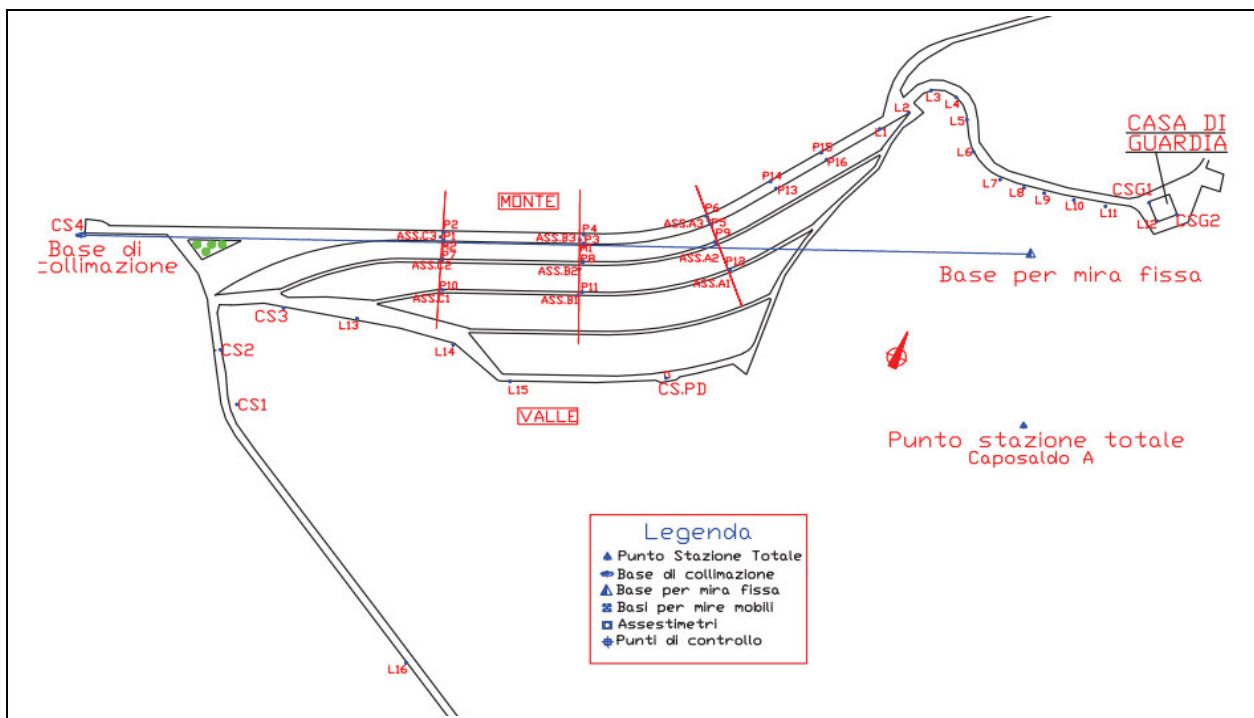 L3
L4
L2
L5
L1
CASA DI
GUARDIA
P15
L6
P16
L7
P14
L8
CSG1
P13
L9
L10
L11
L12
CSG2
MONTE
P6
CS4
P2
P4
ASS.A3
P5
ASS.C3
P1
ASS.B3
P3
P9
Base di
collimazione
M2
M1
P7
P8
ASS.A2
ASS.C2
ASS.B2
P12
Base per mira fissa
ASS.A1
P10
P11
ASS.C1
ASS.B1
CS3
L13
CS2
L14
L15
CS.PD
CS1
VALLE
Punto stazione totale
Caposaldo A
Legenda
Punto Stazione Totale
Base di collimazione
Base per mira fissa
Basi per mire mobili
Assestimetri
Punti di controllo
L16